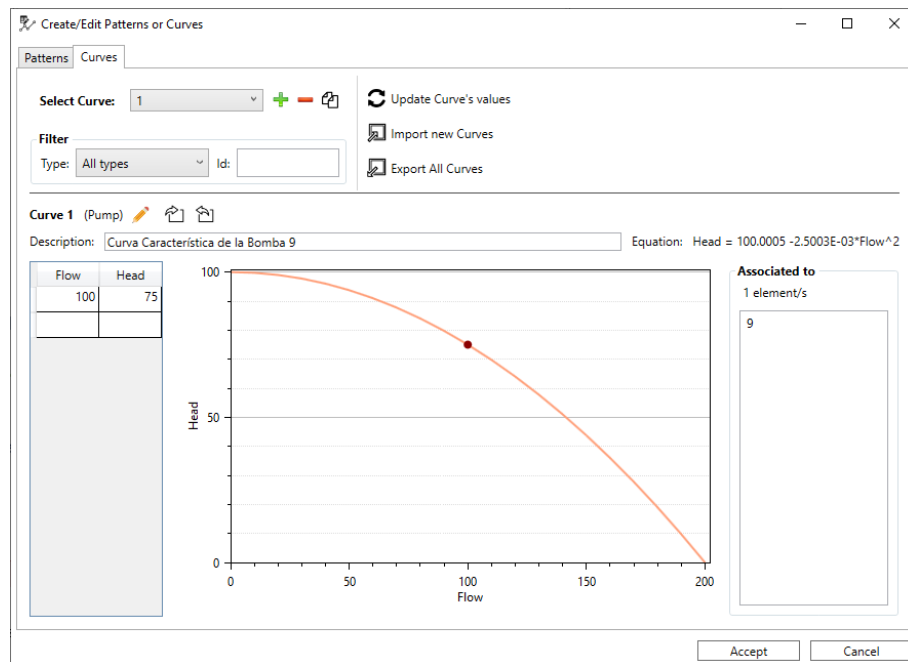 Create/Edit Patterns or Curves
Patterns Curves
Select Curve: 1
Update Curve's values
Import new Curves
Export All Curves
Filter
Type: All types Id:
Curve 1 (Pump)
Description: Curva Característica de la Bomba 9 Equation: Head = 100.0005 -2.5003E-03*Flow^2
Flow Head
100 75
100
50
0
Head
0 50 100 150 200
Flow
Associated to
1 element/s
9
Accept Cancel